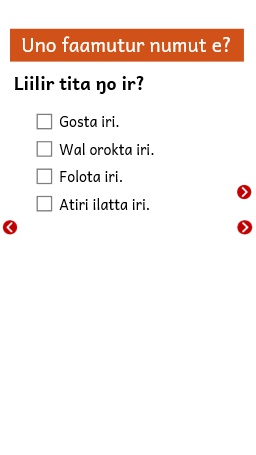 Uno faamutur numut e?
Liilir tita ŋo ir?
Gosta iri.
Wal orokta iri.
Folota iri.
Atiri ilatta iri.